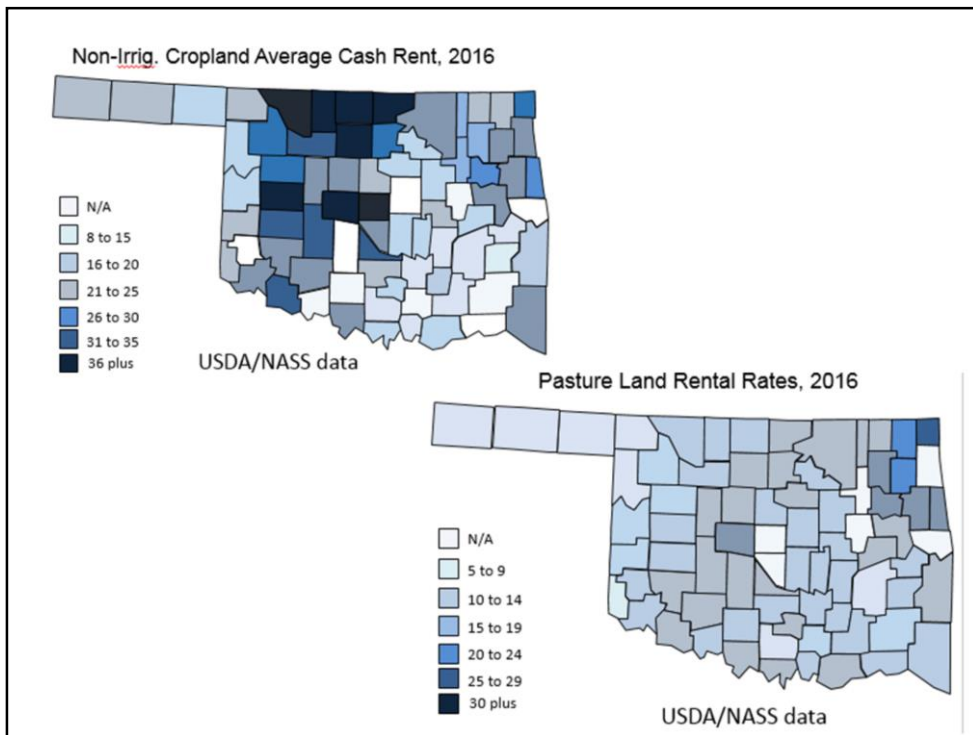 Non-Irrig. Cropland Average Cash Rent, 2016
N/A
8 to 15
16 to 20
21 to 25
26 to 30
31 to 35
36 plus
USDA/NASS data
Pasture Land Rental Rates, 2016
N/A
5 to 9
10 to 14
15 to 19
20 to 24
25 to 29
30 plus
USDA/NASS data